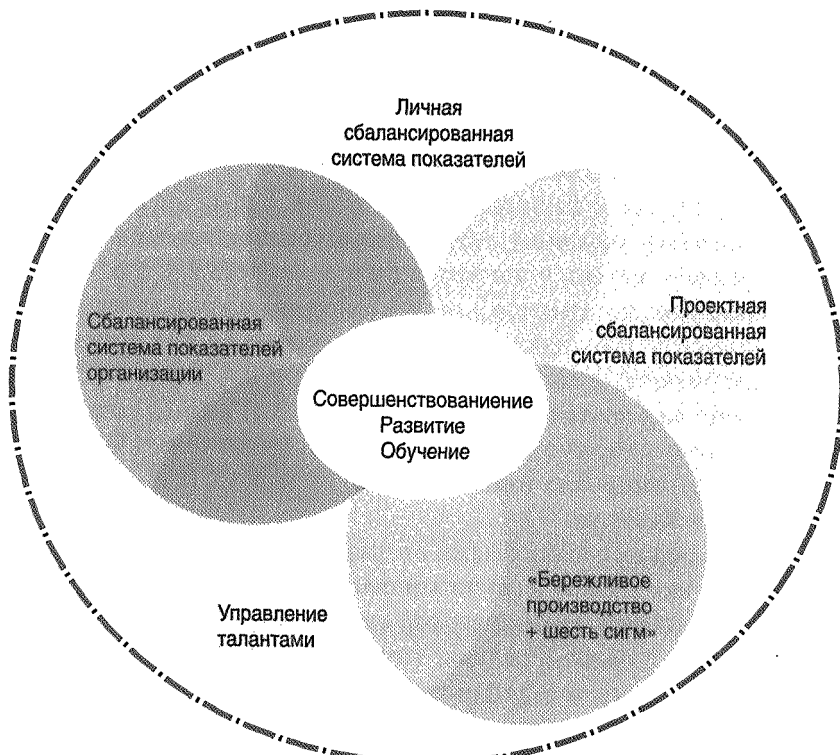 Личная
сбалансированная
система показателей
Сбалансированная
система показателей
организации
Проектная
сбалансированная
система показателей
Совершенствованиение
Развитие
Обучение
Управление
талантами
«Бережливое
производство
+ шесть сигм»